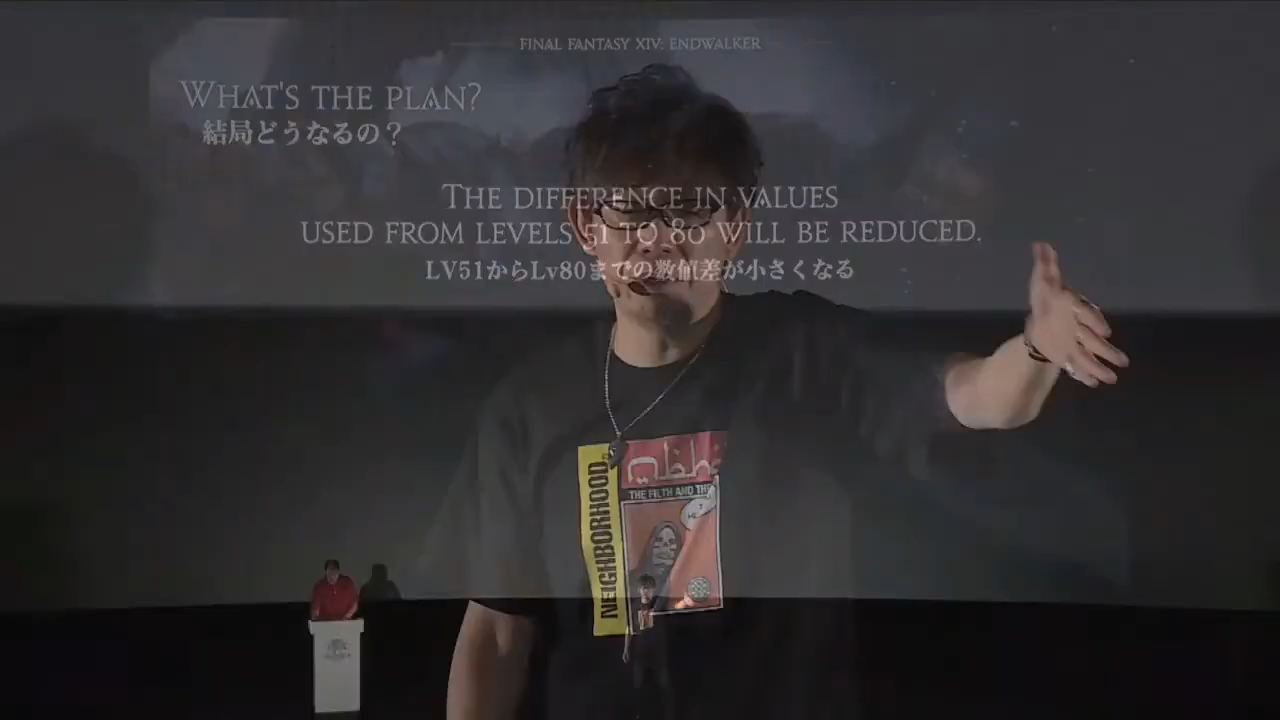 FINAL FANTASY XIV: ENDWALKER
WHAT'S THE PLAN?
結局どうなるの？
THE DIFFERENCE IN VALUES
USED FROM LEVELS 51 TO 80 WILL BE REDUCED.
LV51からLV80までの数値差が小さくなる
NEIGHBORHOOD
THE FILTH AND THE